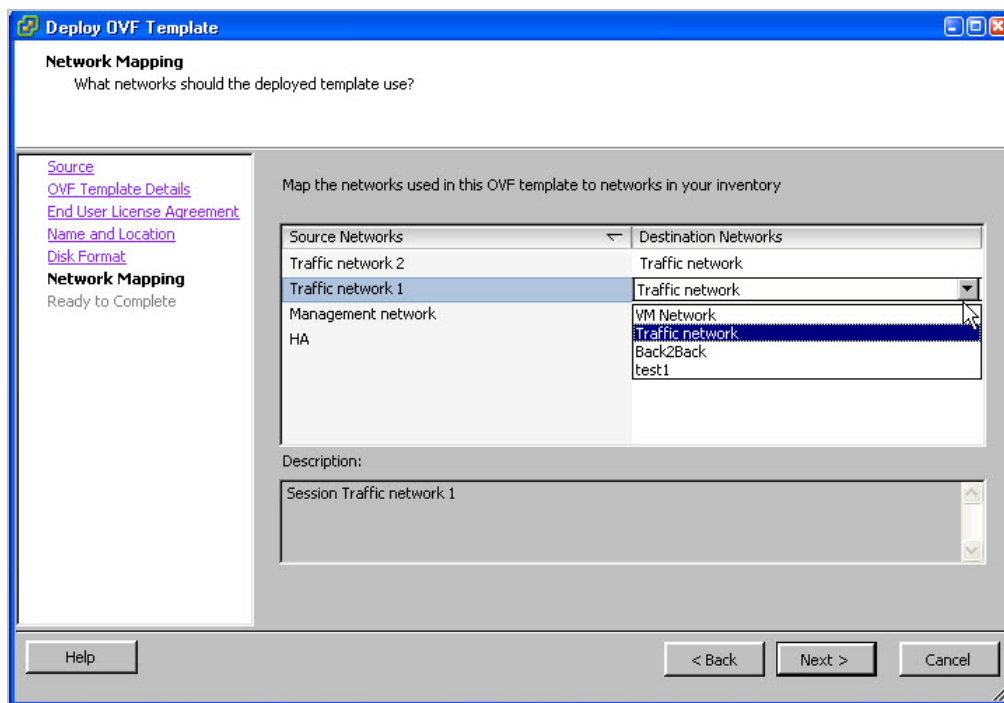 Deploy OVF Template
Network Mapping
What networks should the deployed template use?
Source
OVF Template Details
End User License Agreement
Name and Location
Disk Format
Network Mapping
Ready to Complete
Map the networks used in this OVF template to networks in your inventory
Source Networks Destination Networks
Traffic network 2 Traffic network
Traffic network 1 Traffic network
Management network
HA
VM Network
Traffic network
Back2Back
test1
Description:
Session Traffic network 1
Help < Back Next > Cancel